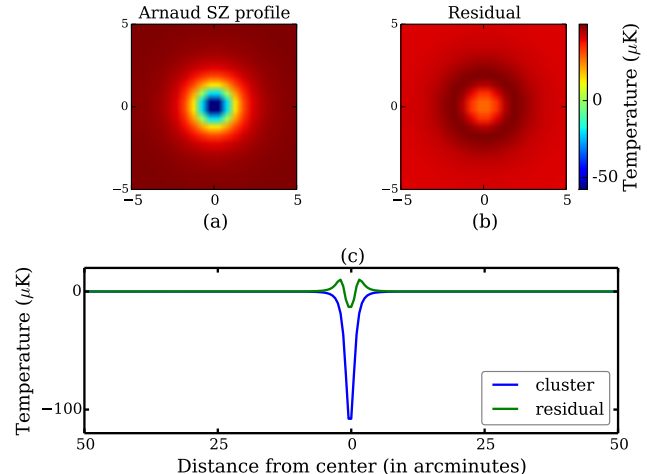 Arnaud SZ profile
Residual
5
0
−5
−5
0
5
(a)
5
0
−5
−5
0
5
(b)
0
-50
Temperature (μK)
(c)
0
−100
Temperature (μK)
cluster
residual
50
25
0
25
50
Distance from center (in arcminutes)